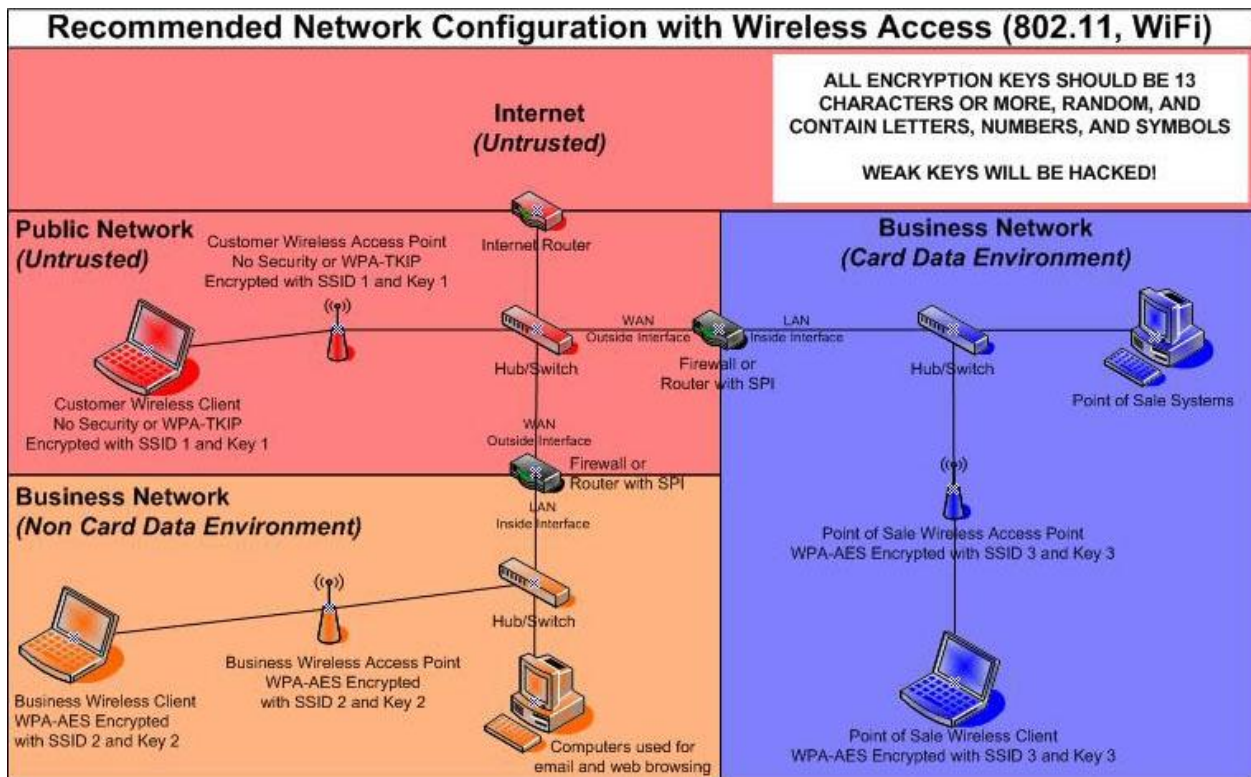 Recommended Network Configuration with Wireless Access (802.11, WiFi)
ALL ENCRYPTION KEYS SHOULD BE 13
CHARACTERS OR MORE, RANDOM, AND
CONTAIN LETTERS, NUMBERS, AND SYMBOLS
WEAK KEYS WILL BE HACKED!
Internet
(Untrusted)
Internet Router
Public Network
(Untrusted)
Customer Wireless Access Point
No Security or WPA-TKIP
Encrypted with SSID 1 and Key 1
Customer Wireless Client
No Security or WPA-TKIP
Encrypted with SSID 1 and Key 1
Hub/Switch
WAN
Outside Interface
Firewall or
Router with SPI
LAN
Inside Interface
Business Network
(Card Data Environment)
Hub/Switch
Point of Sale Systems
Point of Sale Wireless Access Point
WPA-AES Encrypted with SSID 3 and Key 3
Point of Sale Wireless Client
WPA-AES Encrypted with SSID 3 and Key 3
WAN
Outside Interface
Firewall or
Router with SPI
LAN
Inside Interface
Business Network
(Non Card Data Environment)
Hub/Switch
Business Wireless Access Point
WPA-AES Encrypted
with SSID 2 and Key 2
Business Wireless Client
WPA-AES Encrypted
with SSID 2 and Key 2
Computers used for
email and web browsing